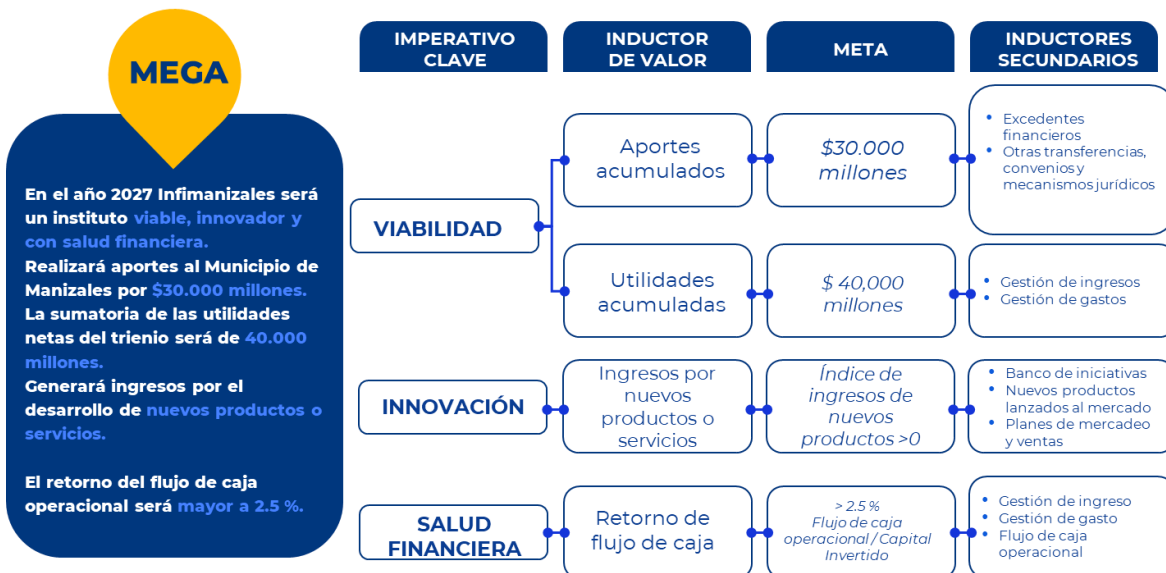 MEGA
En el año 2027 Infimanizales será
un instituto viable, innovador y
con salud financiera.
Realizará aportes al Municipio de
Manizales por $30.000 millones.
La sumatoria de las utilidades
netas del trienio será de 40.000
millones.
Generará ingresos por el
desarrollo de nuevos productos o
servicios.
El retorno del flujo de caja
operacional será mayor a 2.5 %.
IMPERATIVO
CLAVE
INDUCTOR
DE VALOR
META
INDUCTORES
SECUNDARIOS
VIABILIDAD
Aportes
acumulados
$30.000
millones
• Excedentes
financieros
• Otras transferencias,
convenios y
mecanismos jurídicos
Utilidades
acumuladas
$ 40,000
millones
• Gestión de ingresos
• Gestión de gastos
INNOVACIÓN
Ingresos por
nuevos
productos o
servicios
Índice de
ingresos de
nuevos
productos >0
• Banco de iniciativas
• Nuevos productos
lanzados al mercado
• Planes de mercadeo
y ventas
SALUD
FINANCIERA
Retorno de
flujo de caja
> 2.5 %
Flujo de caja
operacional / Capital
Invertido
• Gestión de ingreso
• Gestión de gasto
• Flujo de caja
operacional